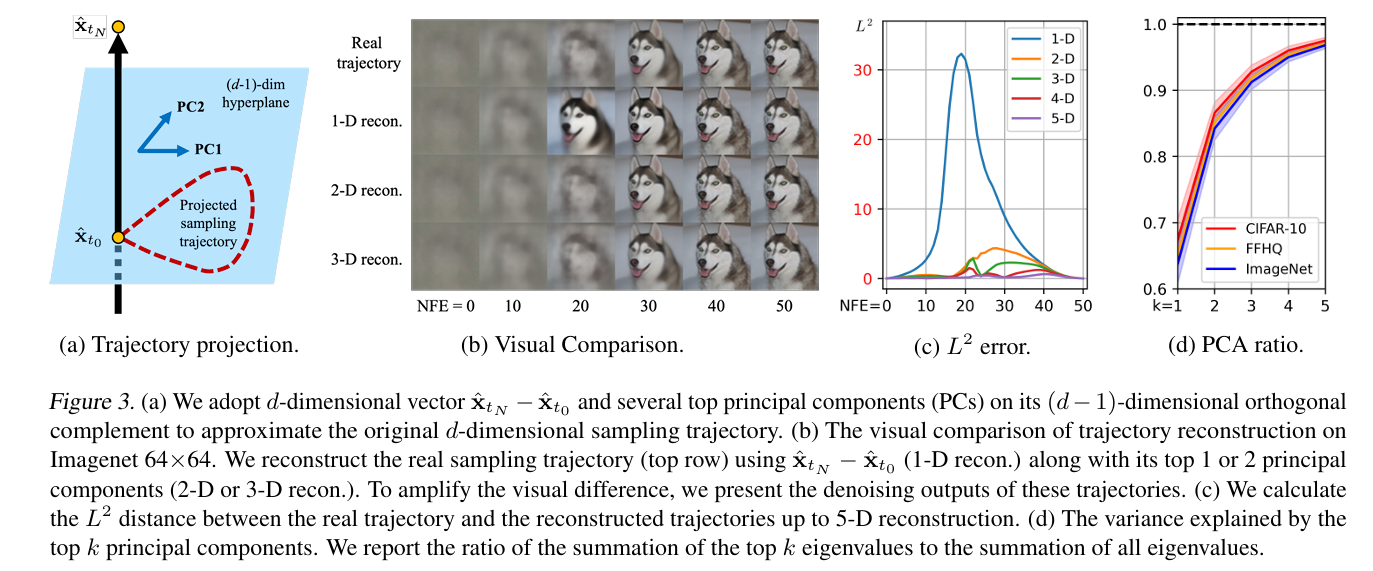 x̂_{t_N}
(d-1)-dim
hyperplane
PC2
PC1
Projected
sampling
trajectory
x̂_{t_0}
(a) Trajectory projection.
Real
trajectory
1-D recon.
2-D recon.
3-D recon.
NFE = 0 10 20 30 40 50
(b) Visual Comparison.
L²
30
20
10
0
1-D
2-D
3-D
4-D
5-D
NFE=0 10 20 30 40 50
(c) L² error.
1.0
0.9
0.8
0.7
0.6
CIFAR-10
FFHQ
ImageNet
k=1 2 3 4 5
(d) PCA ratio.
Figure 3. (a) We adopt d-dimensional vector x̂_{t_N} − x̂_{t_0} and several top principal components (PCs) on its (d − 1)-dimensional orthogonal
complement to approximate the original d-dimensional sampling trajectory. (b) The visual comparison of trajectory reconstruction on
Imagenet 64×64. We reconstruct the real sampling trajectory (top row) using x̂_{t_N} − x̂_{t_0} (1-D recon.) along with its top 1 or 2 principal
components (2-D or 3-D recon.). To amplify the visual difference, we present the denoising outputs of these trajectories. (c) We calculate
the L² distance between the real trajectory and the reconstructed trajectories up to 5-D reconstruction. (d) The variance explained by the
top k principal components. We report the ratio of the summation of the top k eigenvalues to the summation of all eigenvalues.